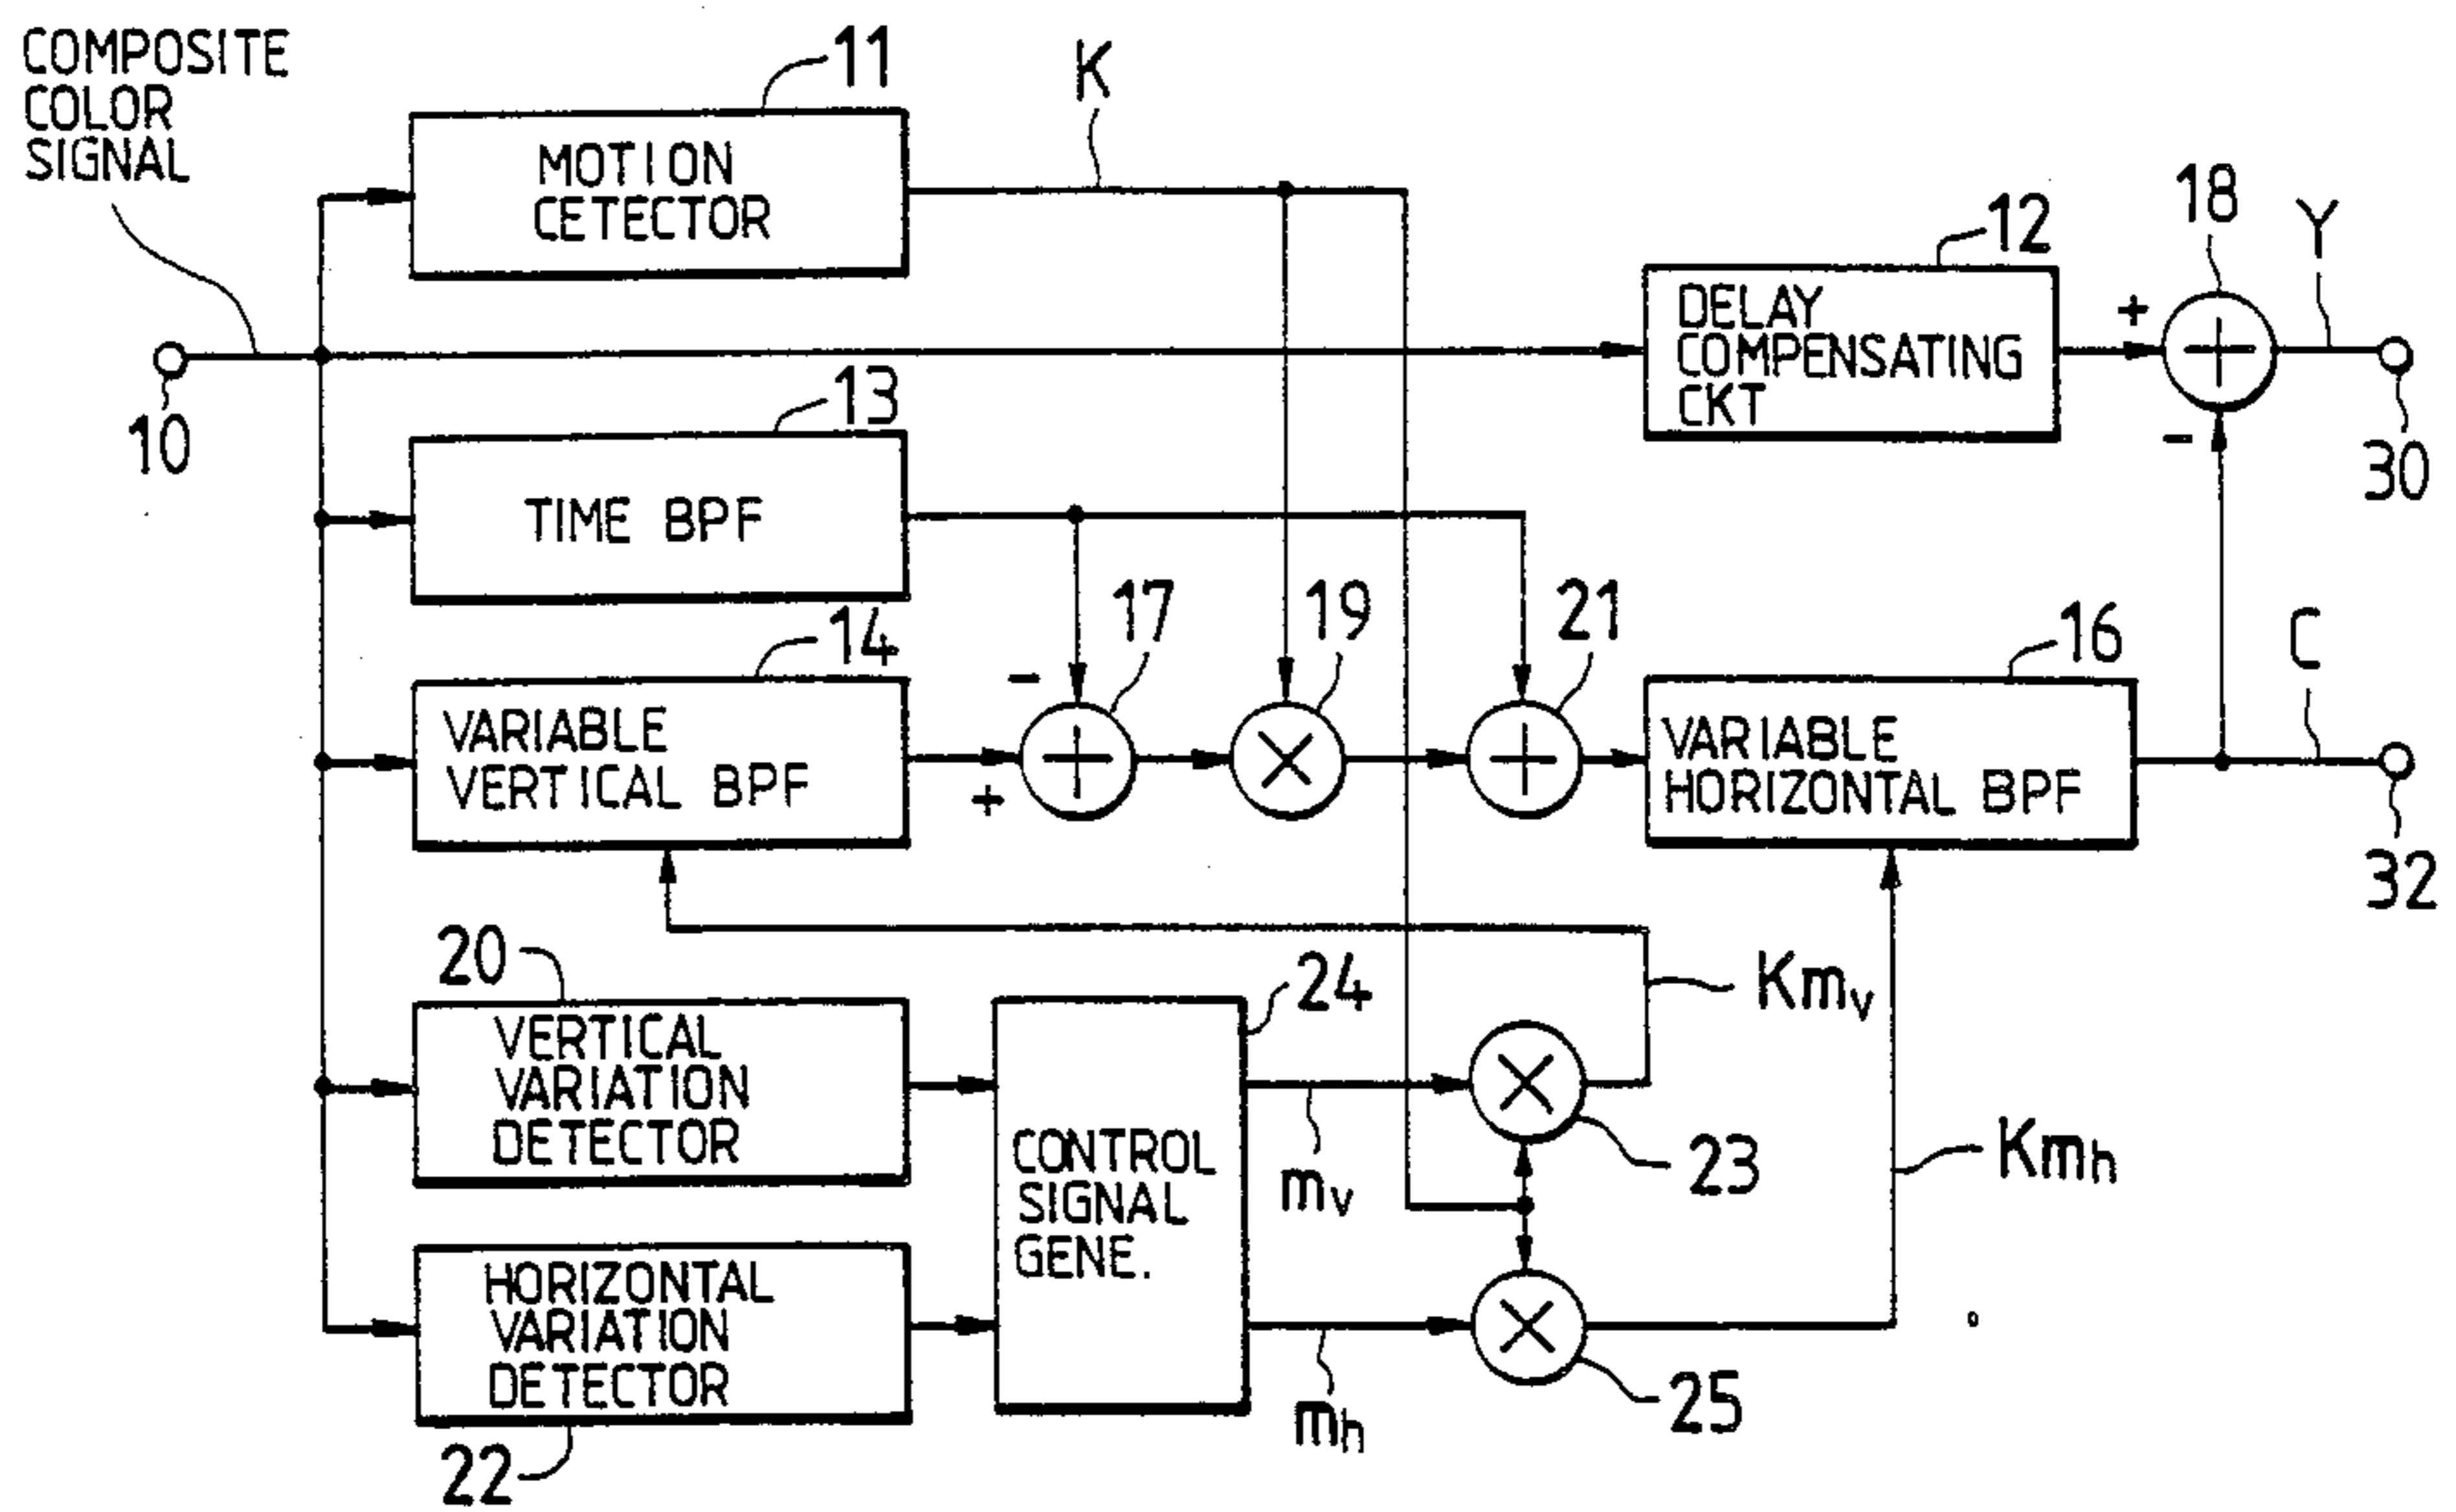 COMPOSITE
COLOR
SIGNAL
11
K
MOTION
CETECTOR
12
18
Y
DELAY
COMPENSATING
CKT
+
-
10
30
13
TIME BPF
14
17
19
21
16
C
VARIABLE
VERTICAL BPF
-
+
VARIABLE
HORIZONTAL BPF
32
20
24
Kmv
VERTICAL
VARIATION
DETECTOR
CONTROL
SIGNAL
GENE.
mv
23
Kmh
HORIZONTAL
VARIATION
DETECTOR
mh
25
22